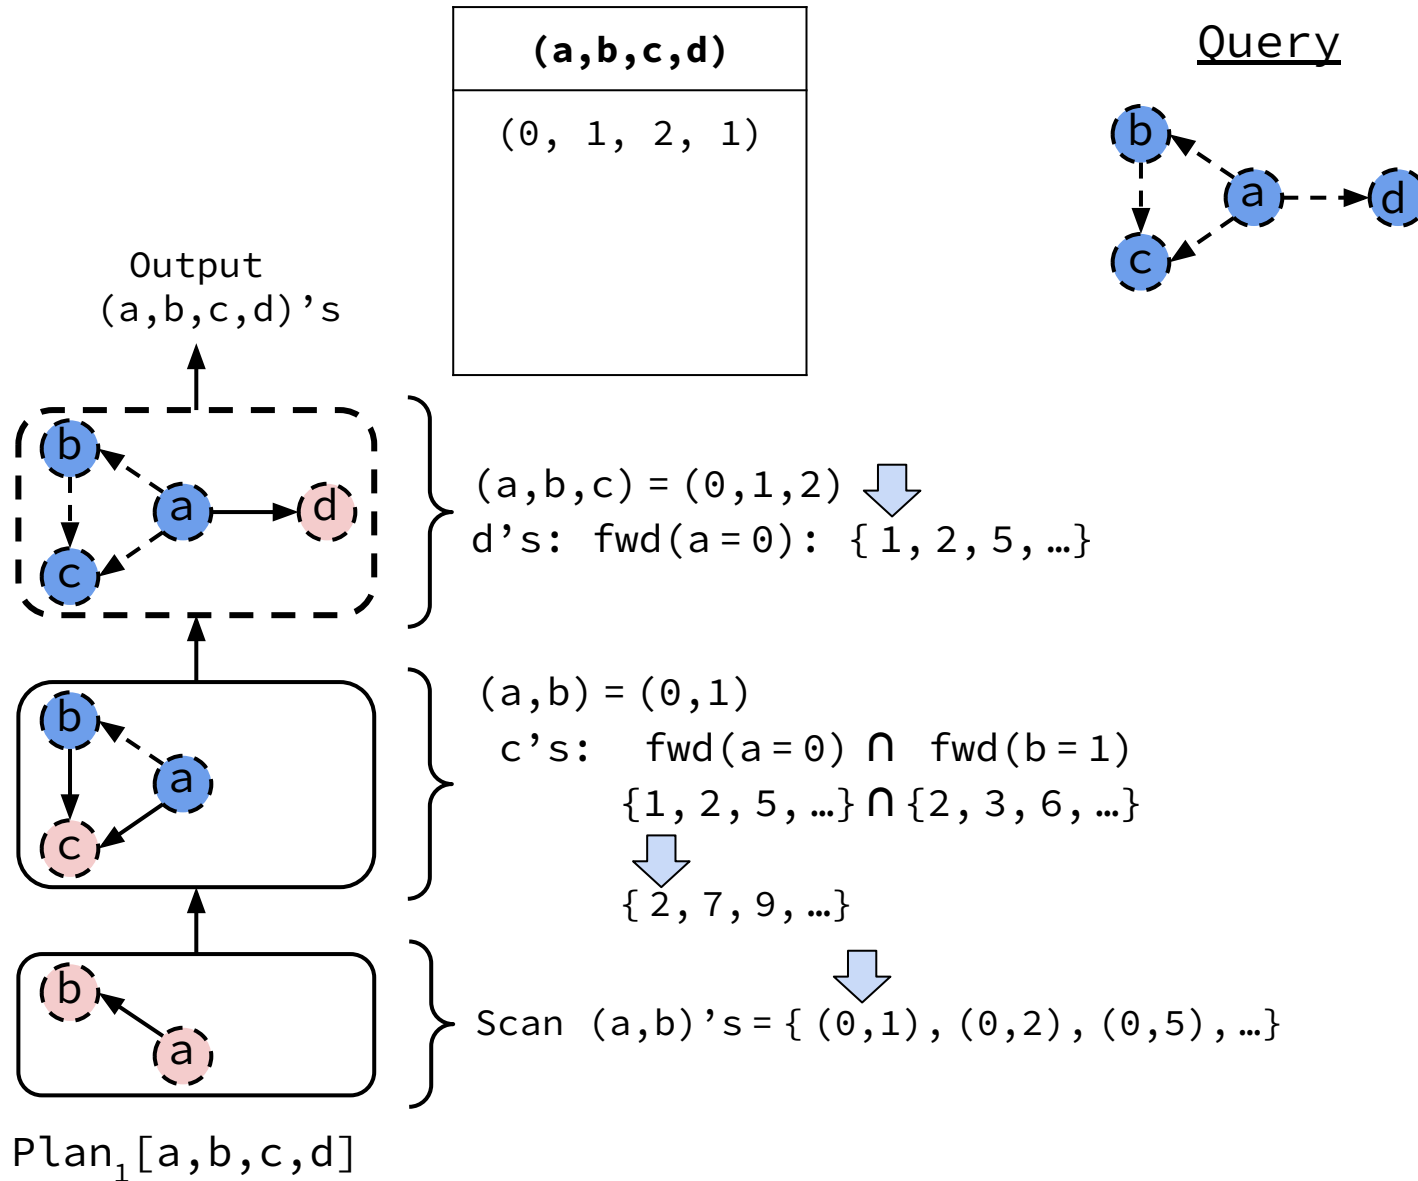 (a,b,c,d)
(0, 1, 2, 1)
Query
b
a
d
c
Output
(a,b,c,d)’s
b
a
d
c
(a,b,c) = (0,1,2)
d’s: fwd(a = 0): { 1, 2, 5, …}
b
a
c
(a,b) = (0,1)
c’s: fwd(a = 0) ∩ fwd(b = 1)
{1, 2, 5, …} ∩ {2, 3, 6, …}
{ 2, 7, 9, …}
b
a
Scan (a,b)’s = { (0,1), (0,2), (0,5), …}
Plan₁[a,b,c,d]